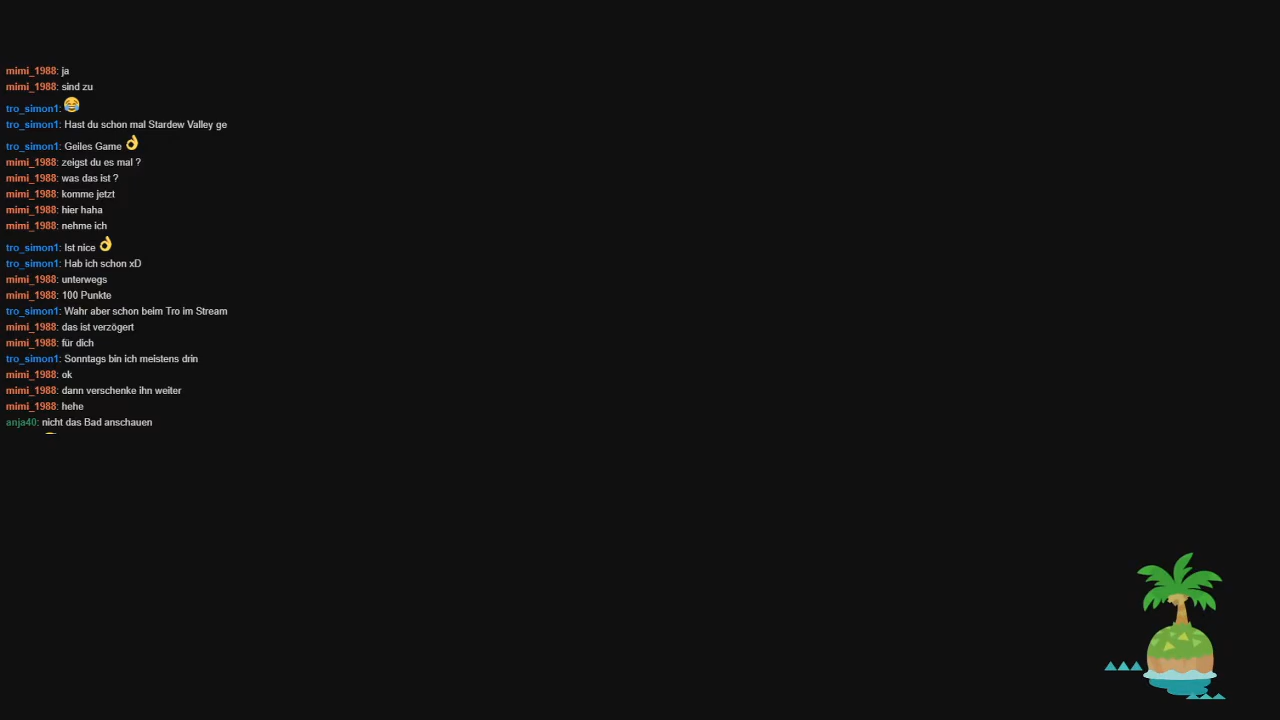 mimi_1988: ja
mimi_1988: sind zu
tro_simon1: 😂
tro_simon1: Hast du schon mal Stardew Valley ge
tro_simon1: Geiles Game 👌
mimi_1988: zeigst du es mal ?
mimi_1988: was das ist ?
mimi_1988: komme jetzt
mimi_1988: hier haha
mimi_1988: nehme ich
tro_simon1: Ist nice 👌
tro_simon1: Hab ich schon xD
mimi_1988: unterwegs
mimi_1988: 100 Punkte
tro_simon1: Wahr aber schon beim Tro im Stream
mimi_1988: das ist verzögert
mimi_1988: für dich
tro_simon1: Sonntags bin ich meistens drin
mimi_1988: ok
mimi_1988: dann verschenke ihn weiter
mimi_1988: hehe
anja40: nicht das Bad anschauen